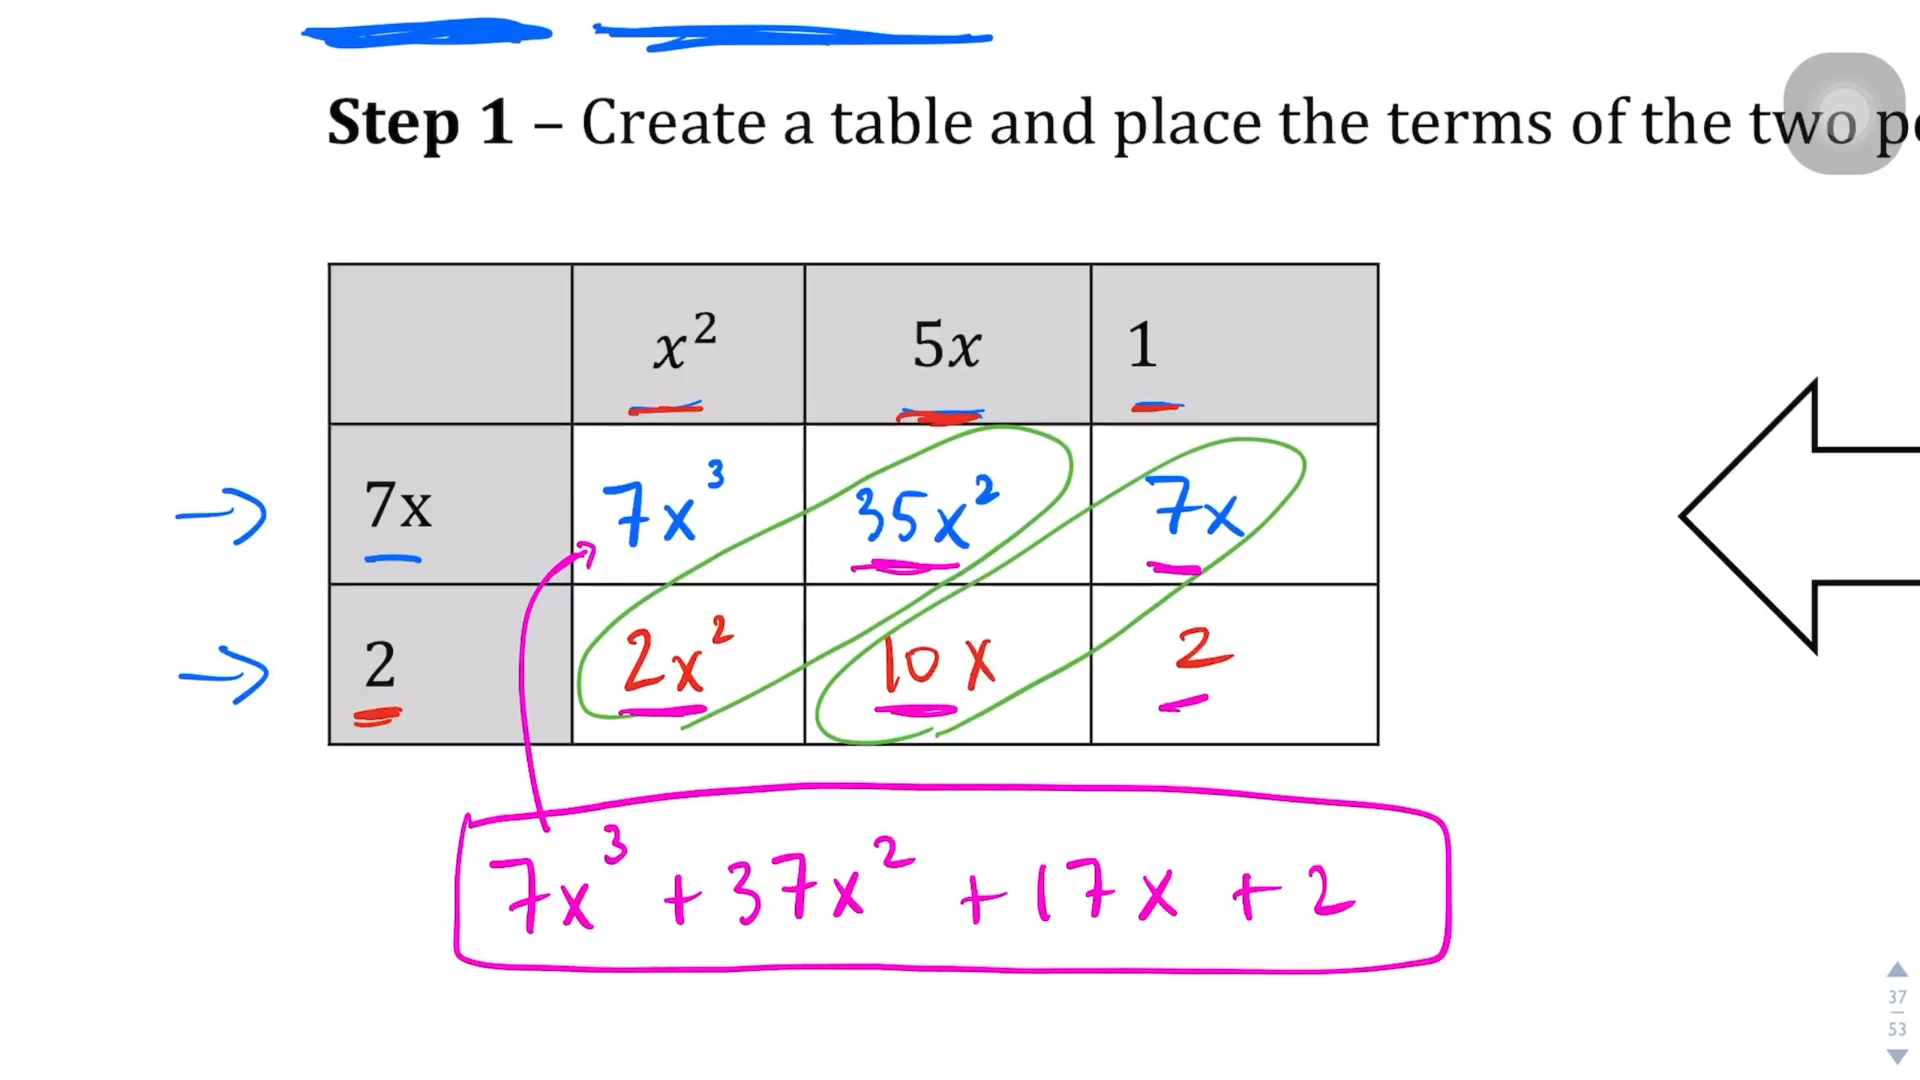 Step 1 – Create a table and place the terms of the two
x² 5x 1
7x 7x³ 35x² 7x
2 2x² 10x 2
7x³ + 37x² + 17x + 2
37
53